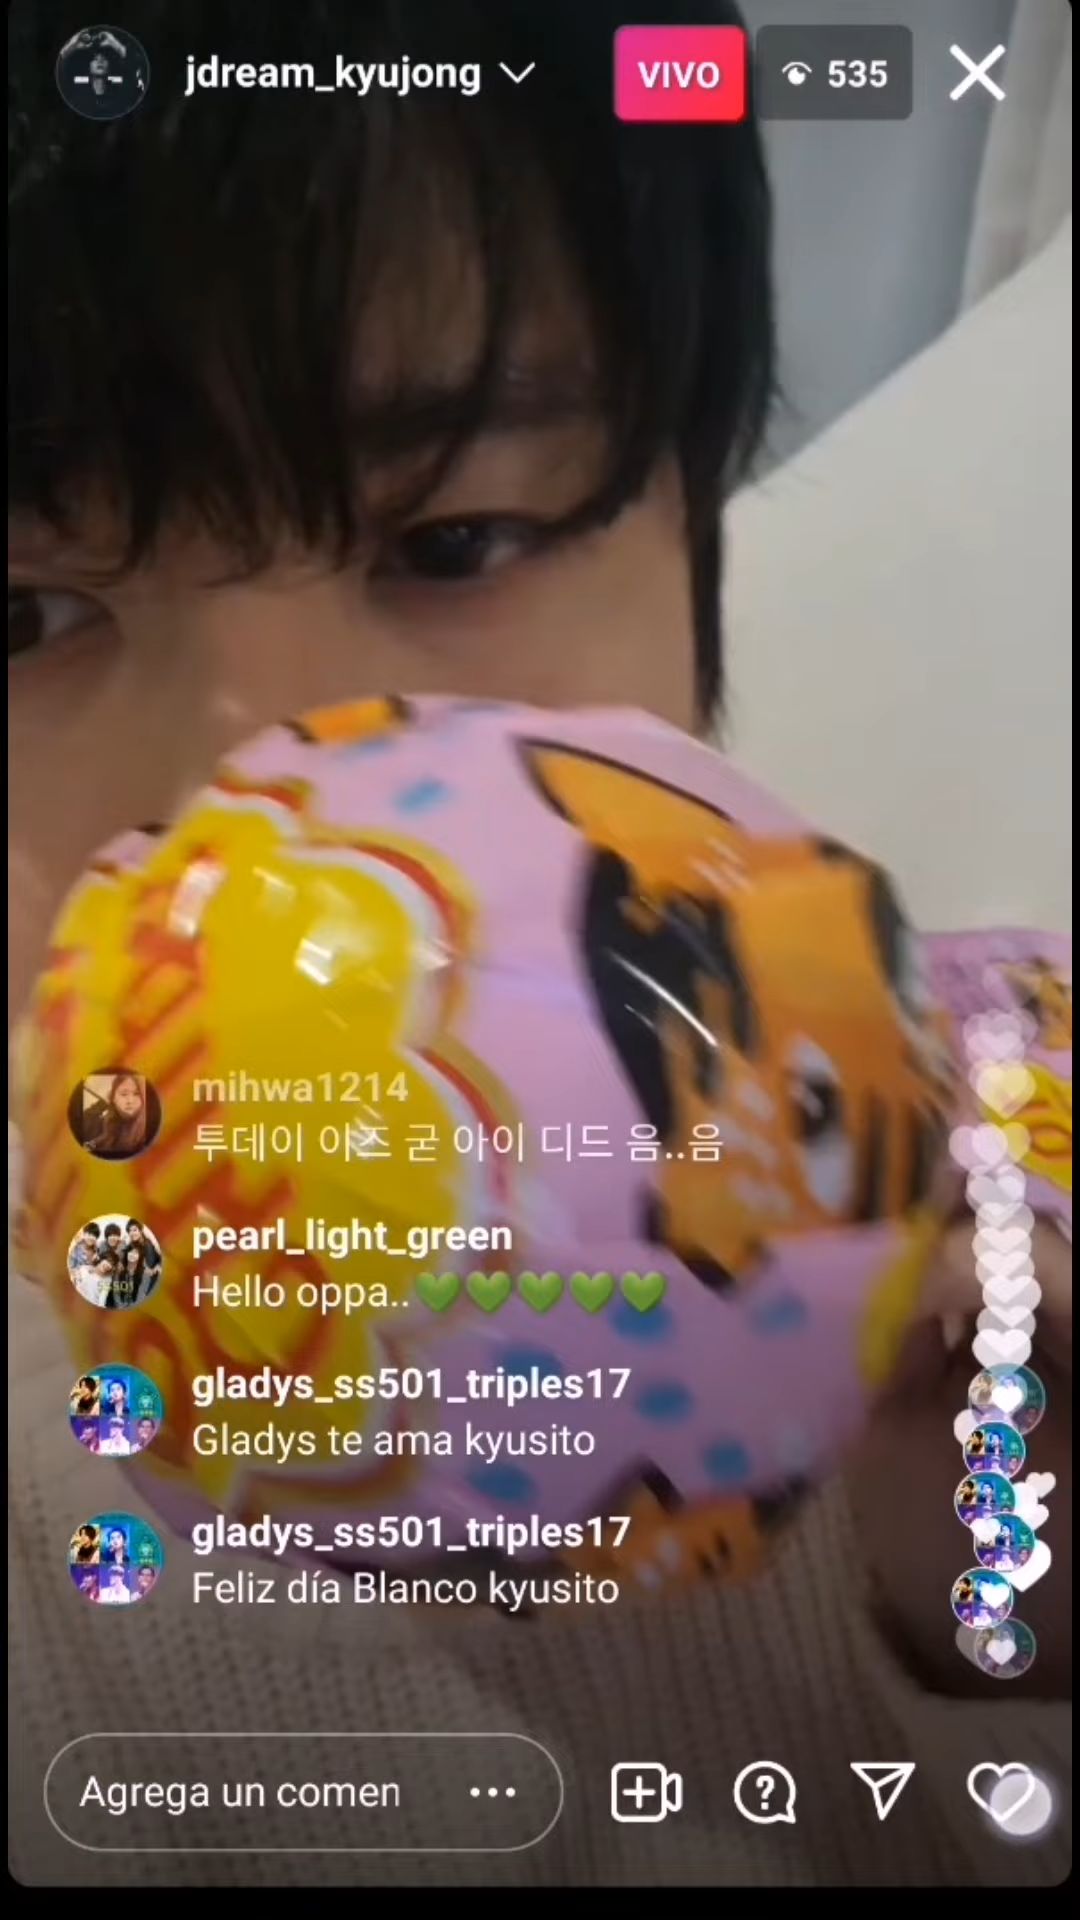 jdream_kyujong
VIVO
535
mihwa1214
투데이 이즈 굳 아이 디드 음..음
pearl_light_green
Hello oppa..💚💚💚💚💚
gladys_ss501_triples17
Gladys te ama kyusito
gladys_ss501_triples17
Feliz día Blanco kyusito
Agrega un comen